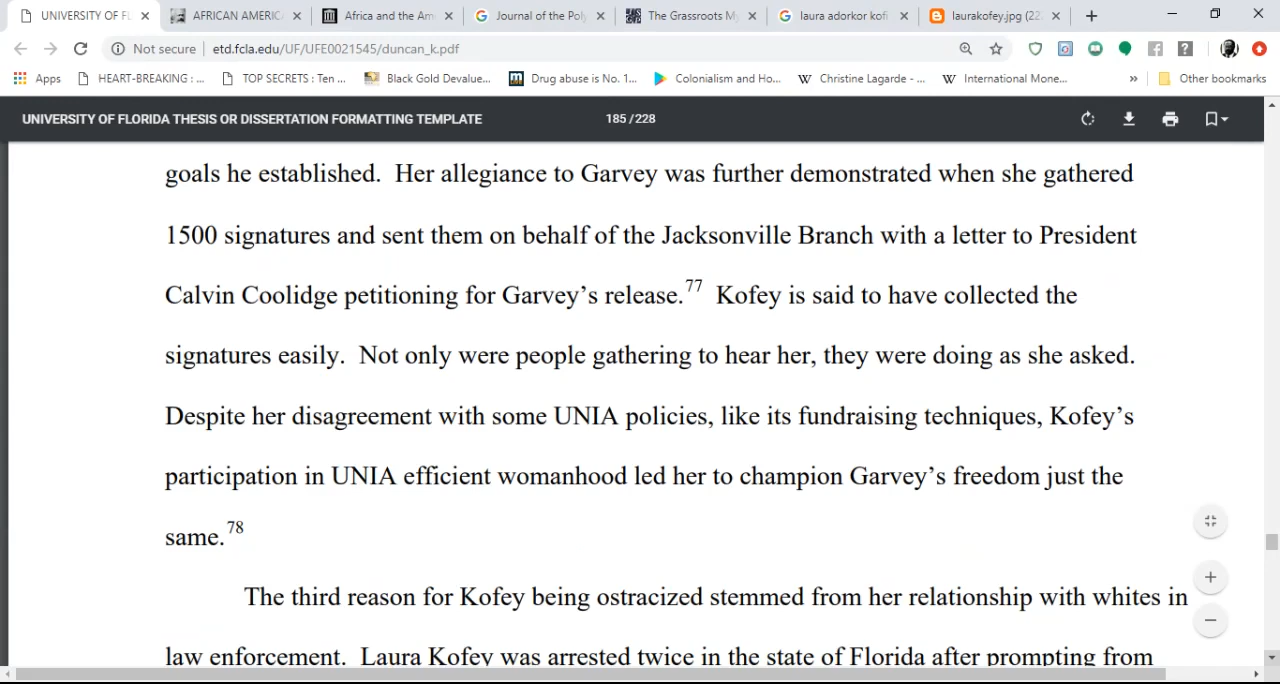 UNIVERSITY OF FL
AFRICAN AMERIC
Africa and the Am
Journal of the Pol
The Grassroots M
laura adorkor kofi
laurakofey.jpg (22
Not secure | etd.fcla.edu/UF/UFE0021545/duncan_k.pdf
Apps
HEART-BREAKING : ...
TOP SECRETS : Ten ...
Black Gold Devalue...
Drug abuse is No. 1...
Colonialism and Ho...
Christine Lagarde - ...
International Mone...
»
Other bookmarks
UNIVERSITY OF FLORIDA THESIS OR DISSERTATION FORMATTING TEMPLATE
185 / 228
goals he established. Her allegiance to Garvey was further demonstrated when she gathered
1500 signatures and sent them on behalf of the Jacksonville Branch with a letter to President
Calvin Coolidge petitioning for Garvey’s release.77 Kofey is said to have collected the
signatures easily. Not only were people gathering to hear her, they were doing as she asked.
Despite her disagreement with some UNIA policies, like its fundraising techniques, Kofey’s
participation in UNIA efficient womanhood led her to champion Garvey’s freedom just the
same.78
The third reason for Kofey being ostracized stemmed from her relationship with whites in
law enforcement. Laura Kofey was arrested twice in the state of Florida after prompting from